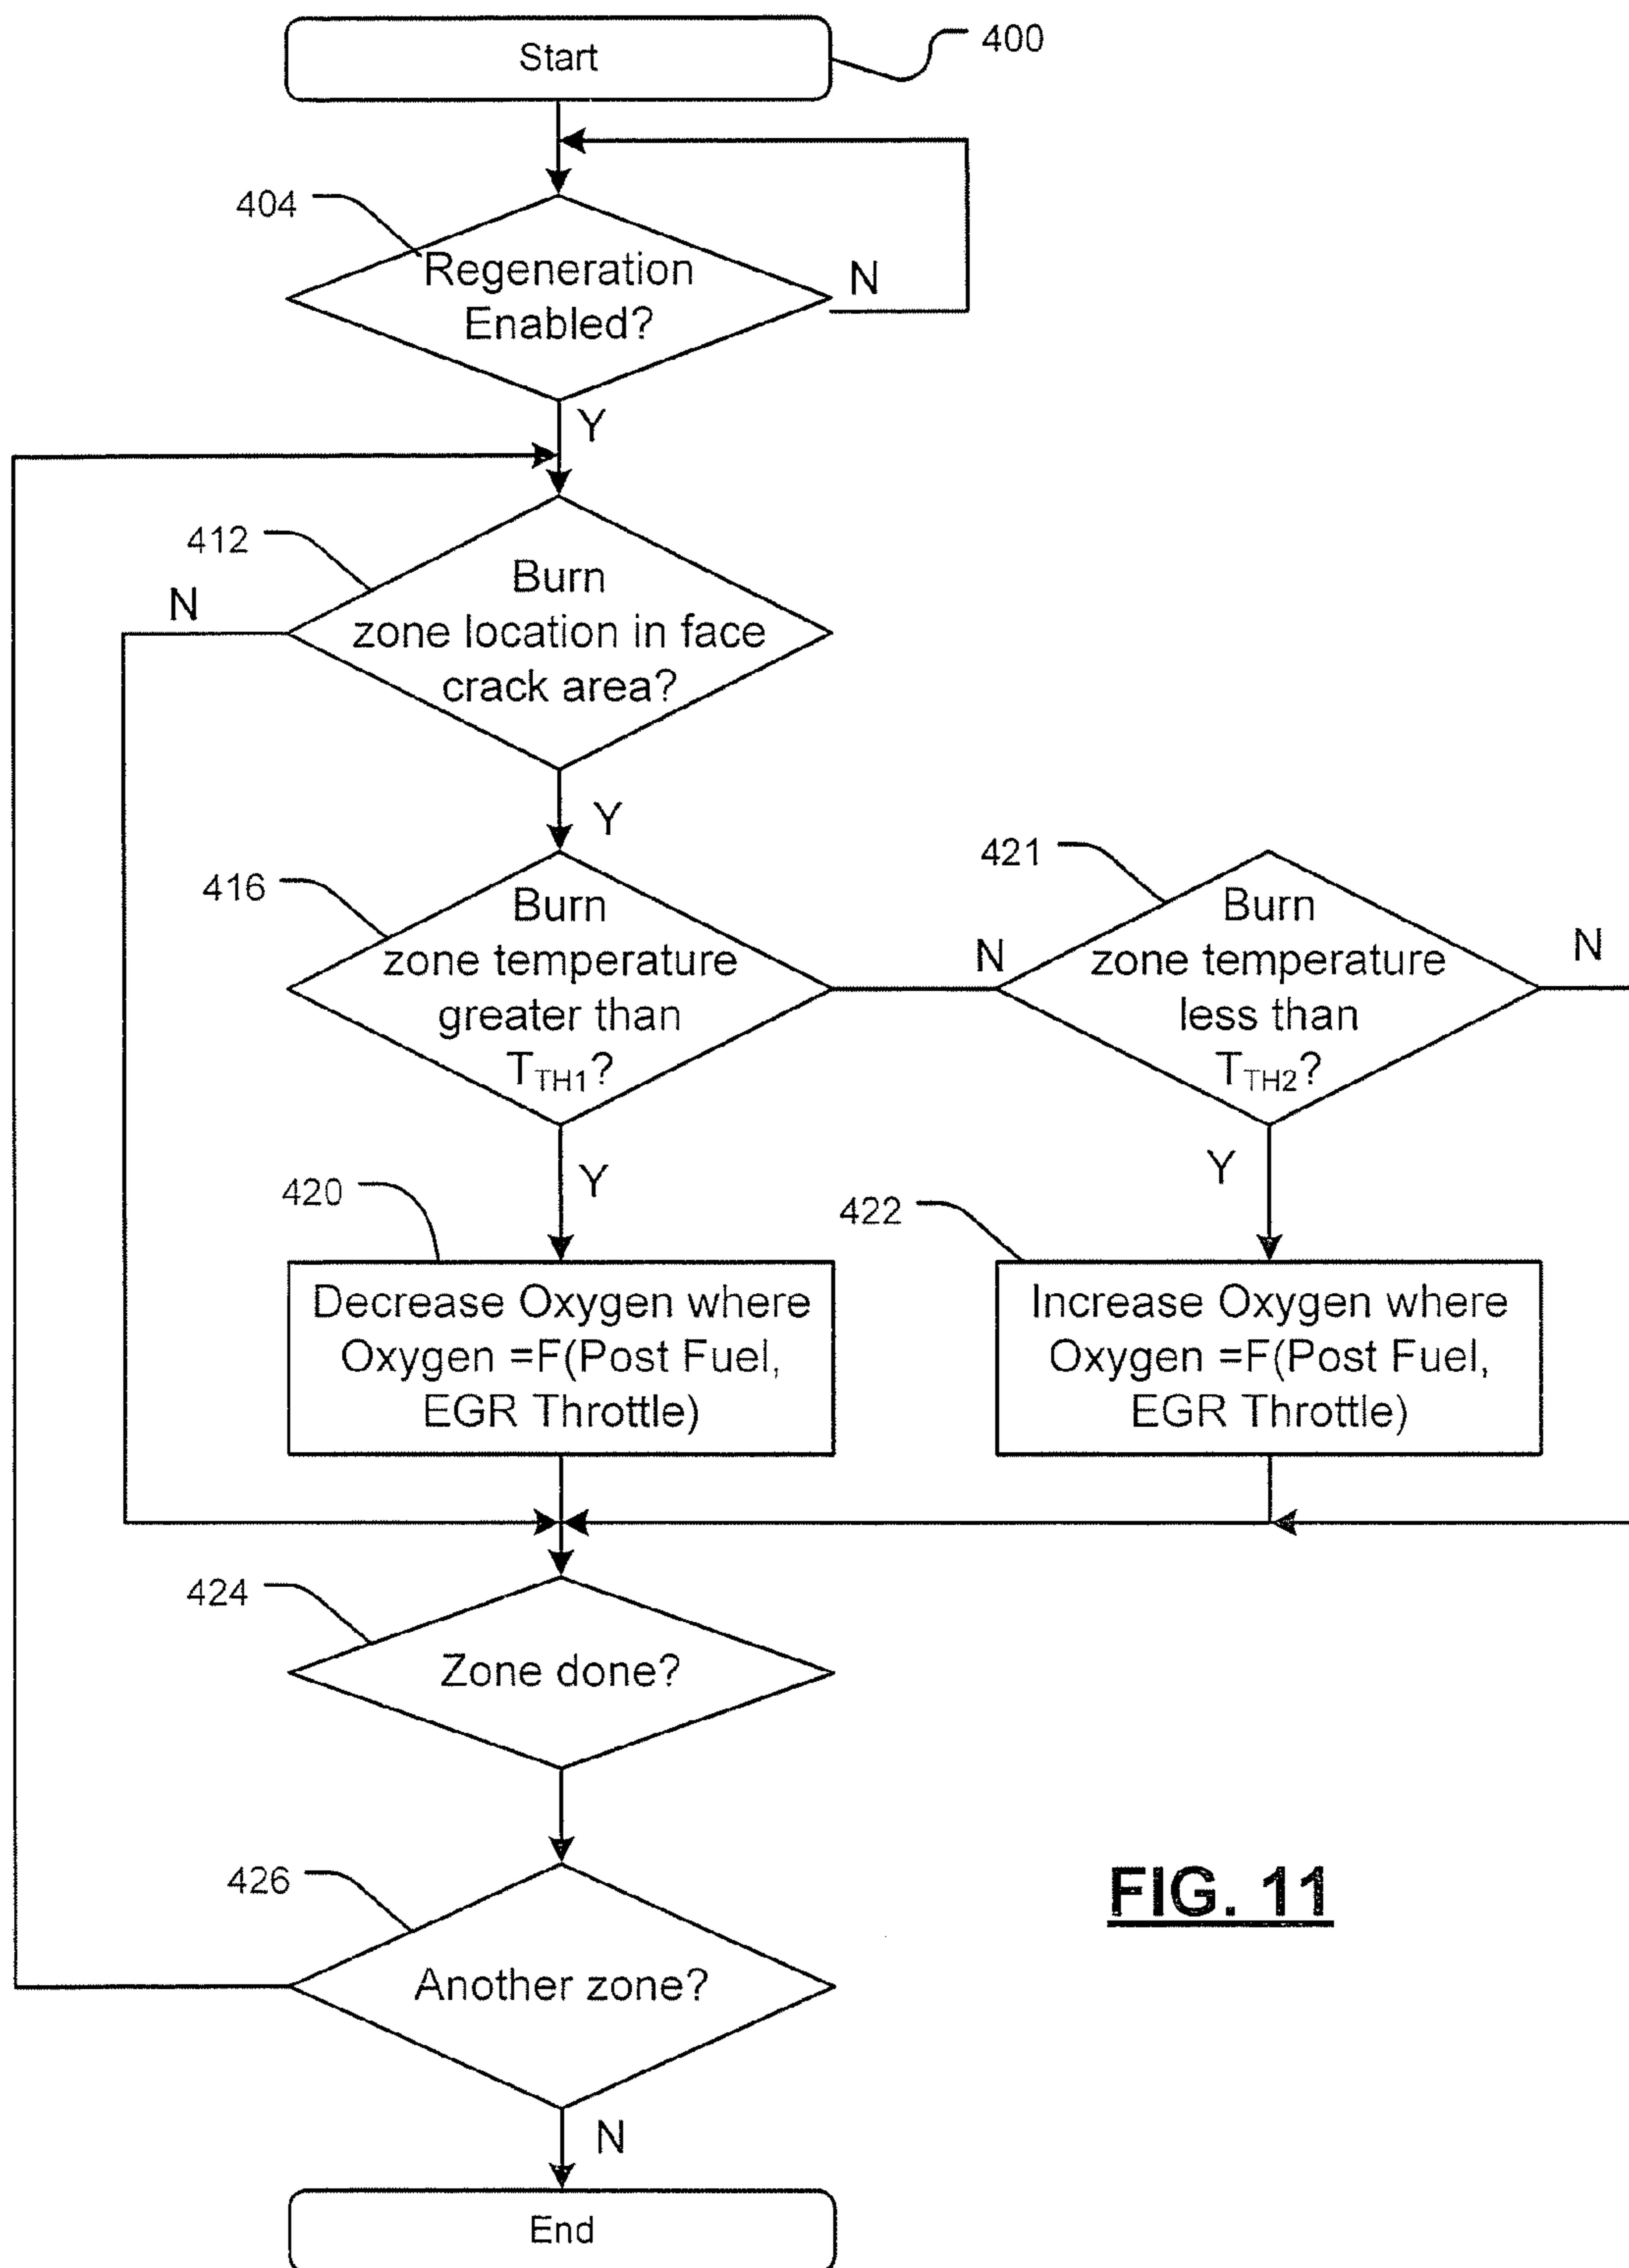 Start
400
404
Regeneration
Enabled?
N
Y
412
N
Burn
zone location in face
crack area?
Y
416
Burn
zone temperature
greater than
T_TH1?
N
421
Burn
zone temperature
less than
T_TH2?
N
Y
Y
420
Decrease Oxygen where
Oxygen =F(Post Fuel,
EGR Throttle)
422
Increase Oxygen where
Oxygen =F(Post Fuel,
EGR Throttle)
424
Zone done?
426
Another zone?
N
End
FIG. 11